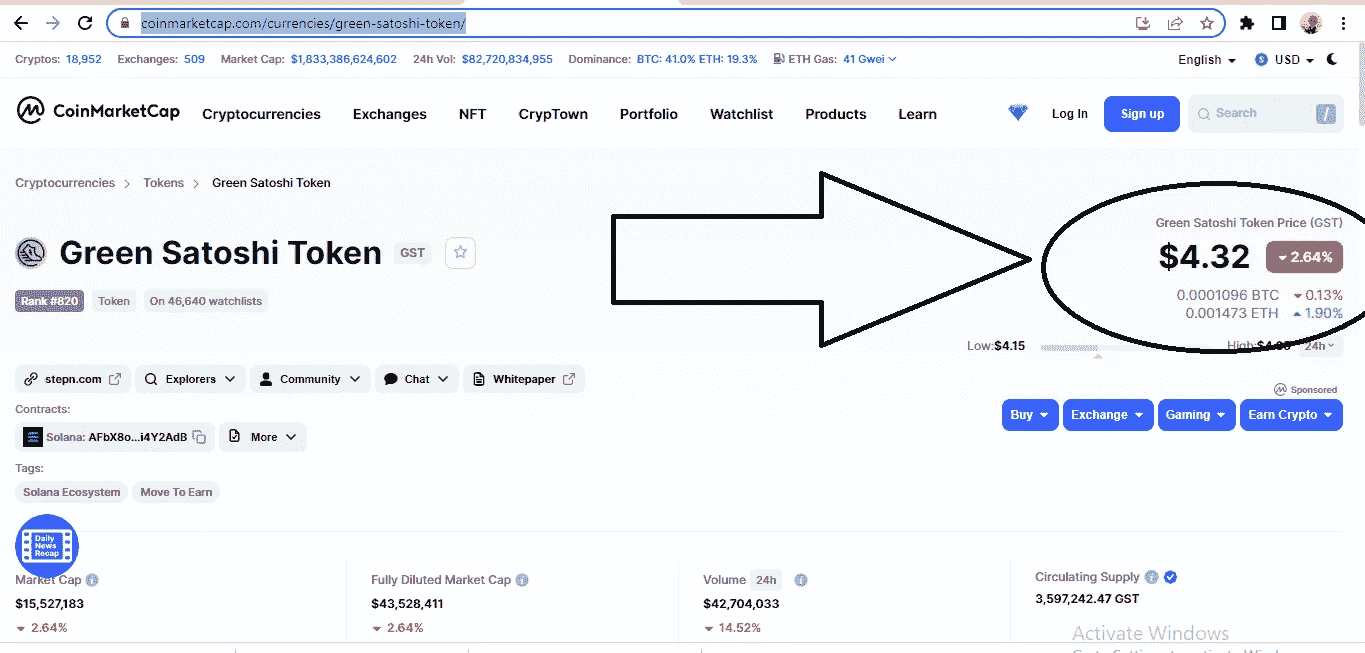 coinmarketcap.com/currencies/green-satoshi-token/
Cryptos: 18,952 Exchanges: 509 Market Cap: $1,833,386,624,602 24h Vol: $82,720,834,955 Dominance: BTC: 41.0% ETH: 19.3% ETH Gas: 41 Gwei English USD
CoinMarketCap Cryptocurrencies Exchanges NFT CrypTown Portfolio Watchlist Products Learn Log In Sign up Search /
Cryptocurrencies Tokens Green Satoshi Token
Green Satoshi Token Price (GST)
Green Satoshi Token GST $4.32 2.64%
Rank #820 Token On 46,640 watchlists
0.0001096 BTC 0.13%
0.001473 ETH 1.90%
Low:$4.15 High: 24h
stepn.com Explorers Community Chat Whitepaper
Sponsored
Contracts:
Buy Exchange Gaming Earn Crypto
Solana: AFbX8o...i4Y2AdB More
Tags:
Solana Ecosystem Move To Earn
Daily
News
Recap
Market Cap Fully Diluted Market Cap Volume 24h Circulating Supply
$15,527,183 $43,528,411 $42,704,033 3,597,242.47 GST
2.64% 2.64% 14.52%
Activate Windows